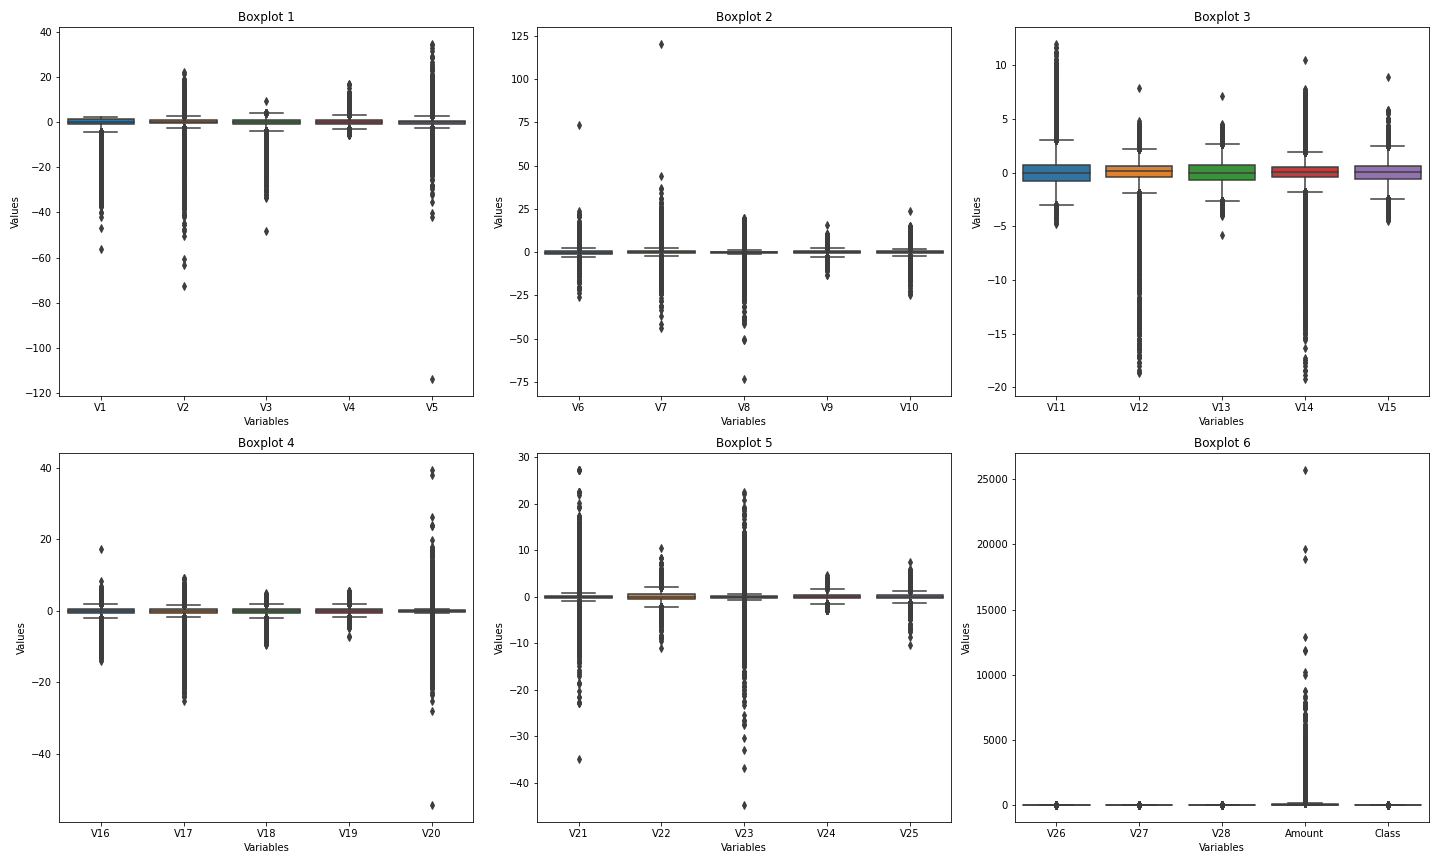 Boxplot 1
40
20
0
−20
−40
−60
−80
−100
−120
Values
V1 V2 V3 V4 V5
Variables
Boxplot 2
125
100
75
50
25
0
−25
−50
−75
Values
V6 V7 V8 V9 V10
Variables
Boxplot 3
10
5
0
−5
−10
−15
−20
Values
V11 V12 V13 V14 V15
Variables
Boxplot 4
40
20
0
−20
−40
Values
V16 V17 V18 V19 V20
Variables
Boxplot 5
30
20
10
0
−10
−20
−30
−40
Values
V21 V22 V23 V24 V25
Variables
Boxplot 6
25000
20000
15000
10000
5000
0
Values
V26 V27 V28 Amount Class
Variables